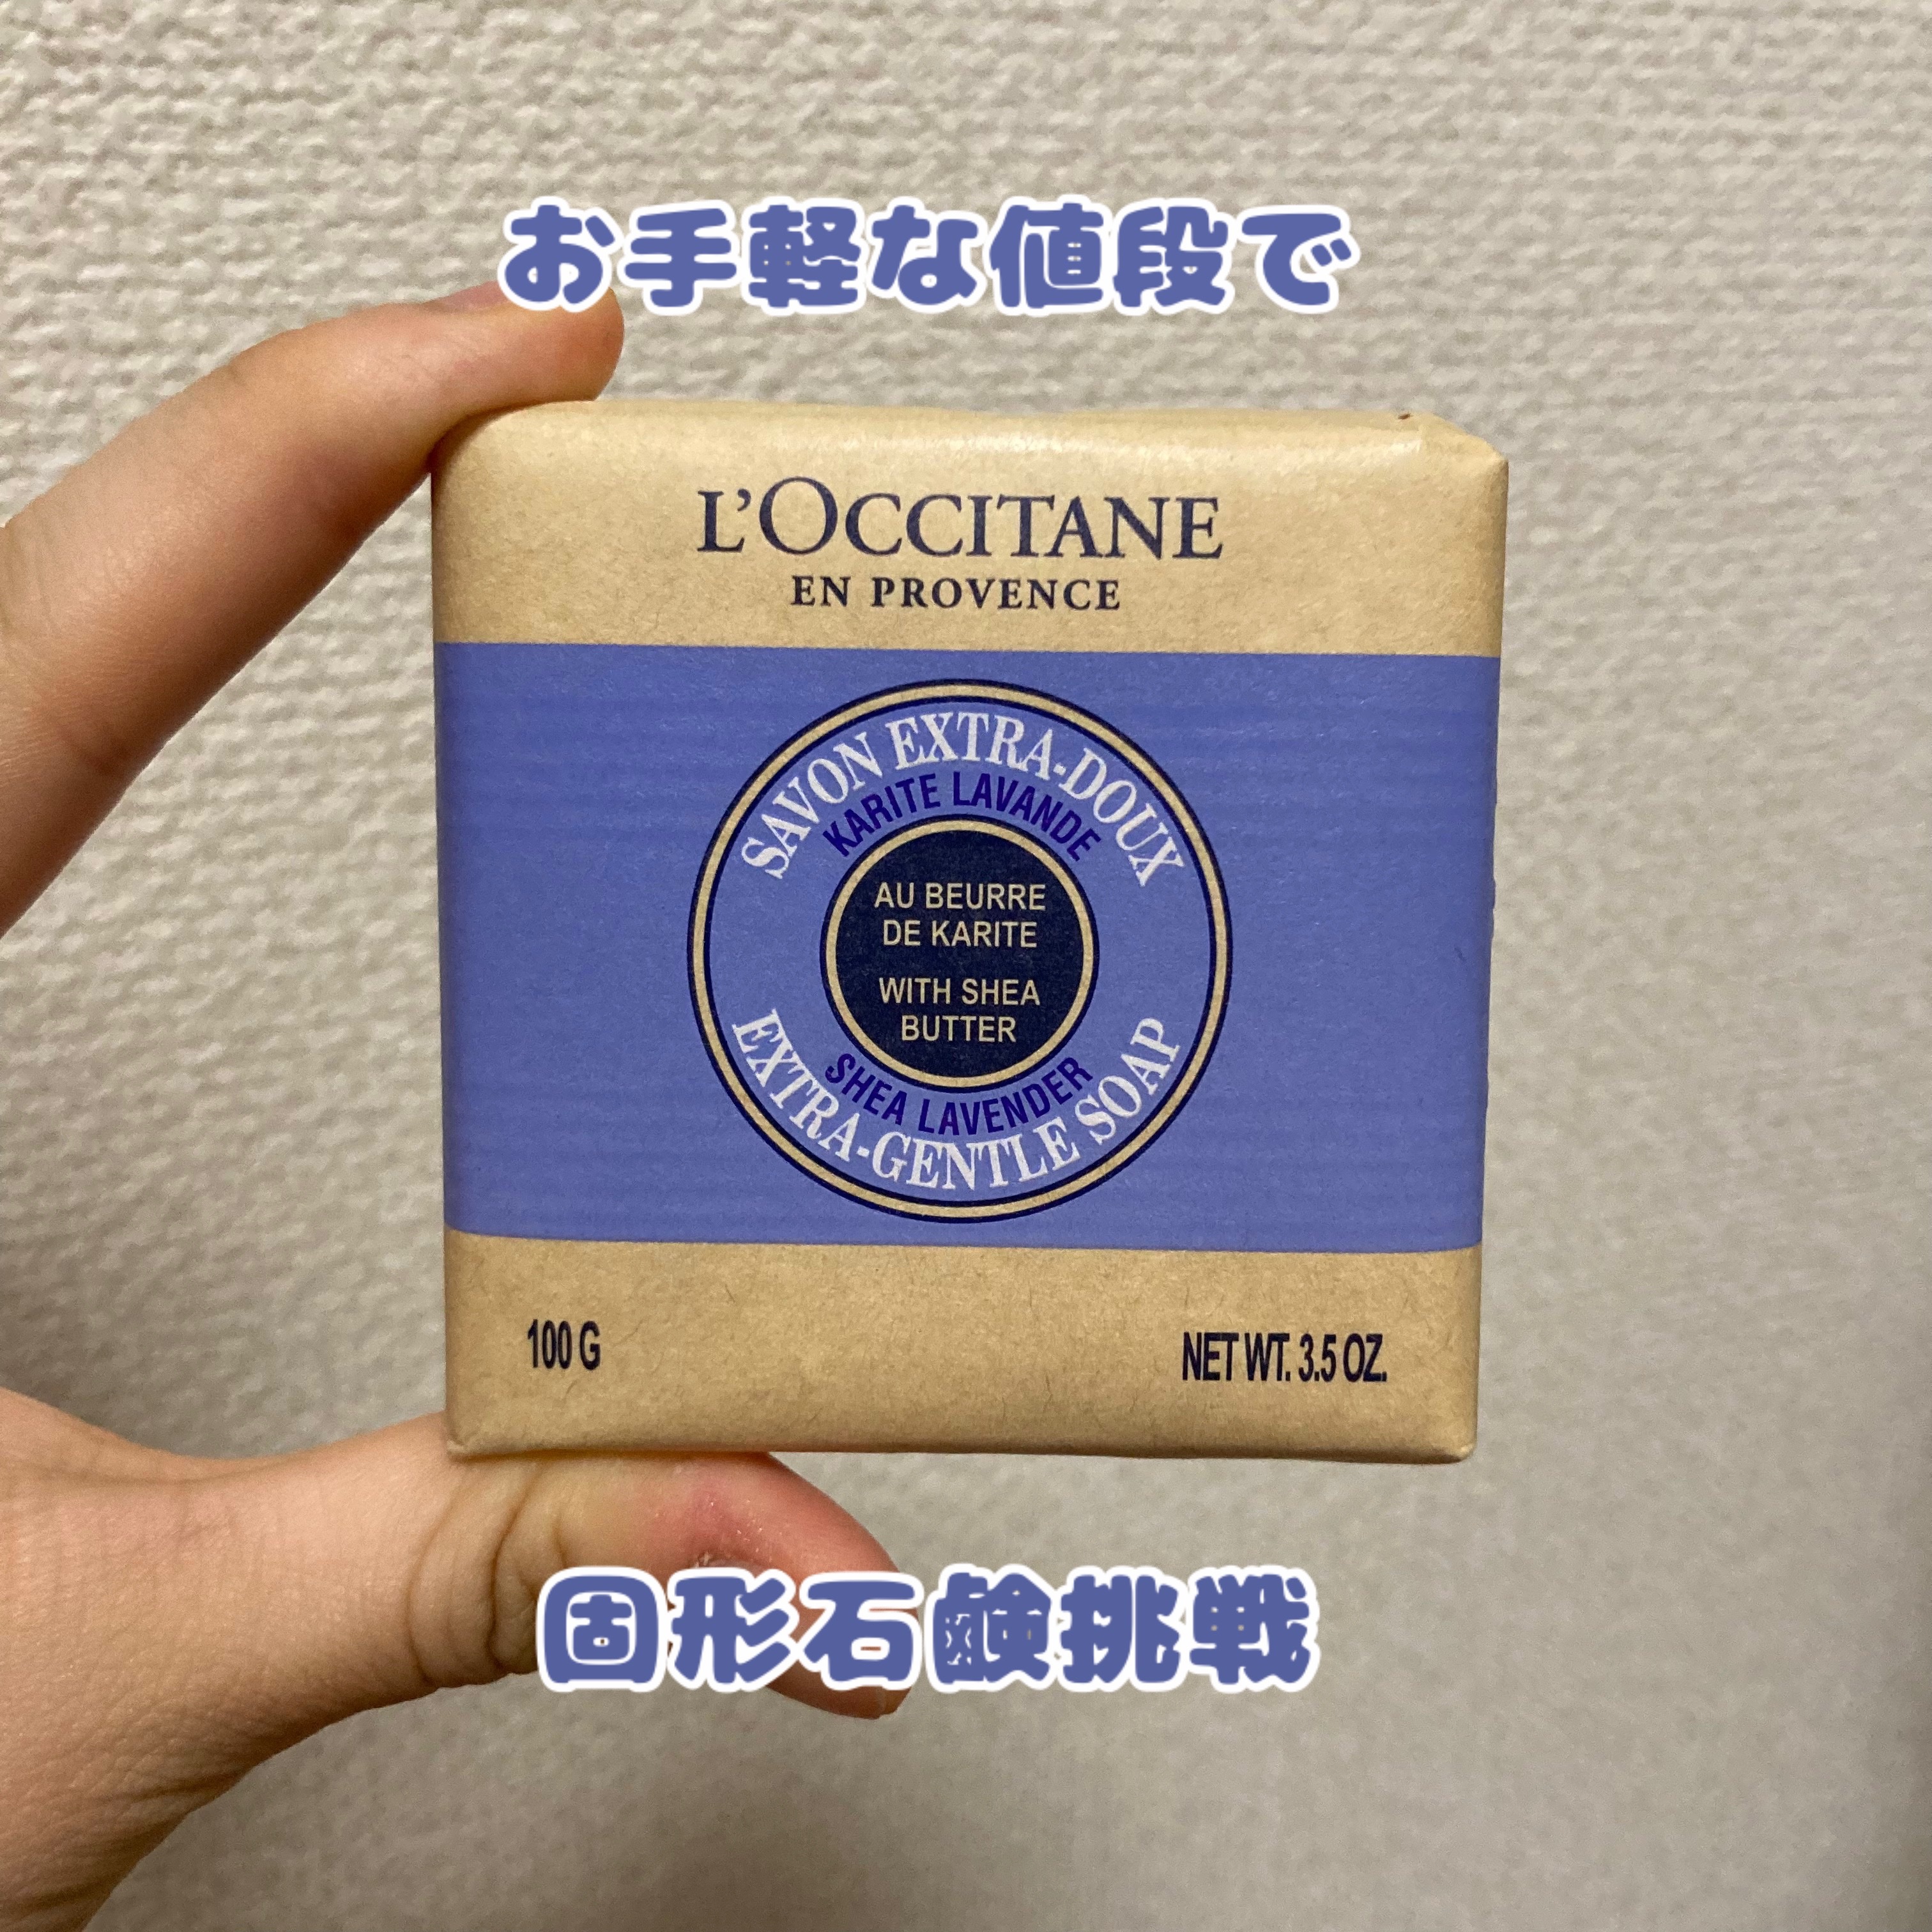 お手軽な値段で
L'OCCITANE
EN PROVENCE
SAVON EXTRA-DOUX
KARITE LAVANDE
AU BEURRE
DE KARITE
WITH SHEA
BUTTER
SHEA LAVENDER
EXTRA-GENTLE SOAP
100 G
NET WT. 3.5 OZ.
固形石鹸挑戦